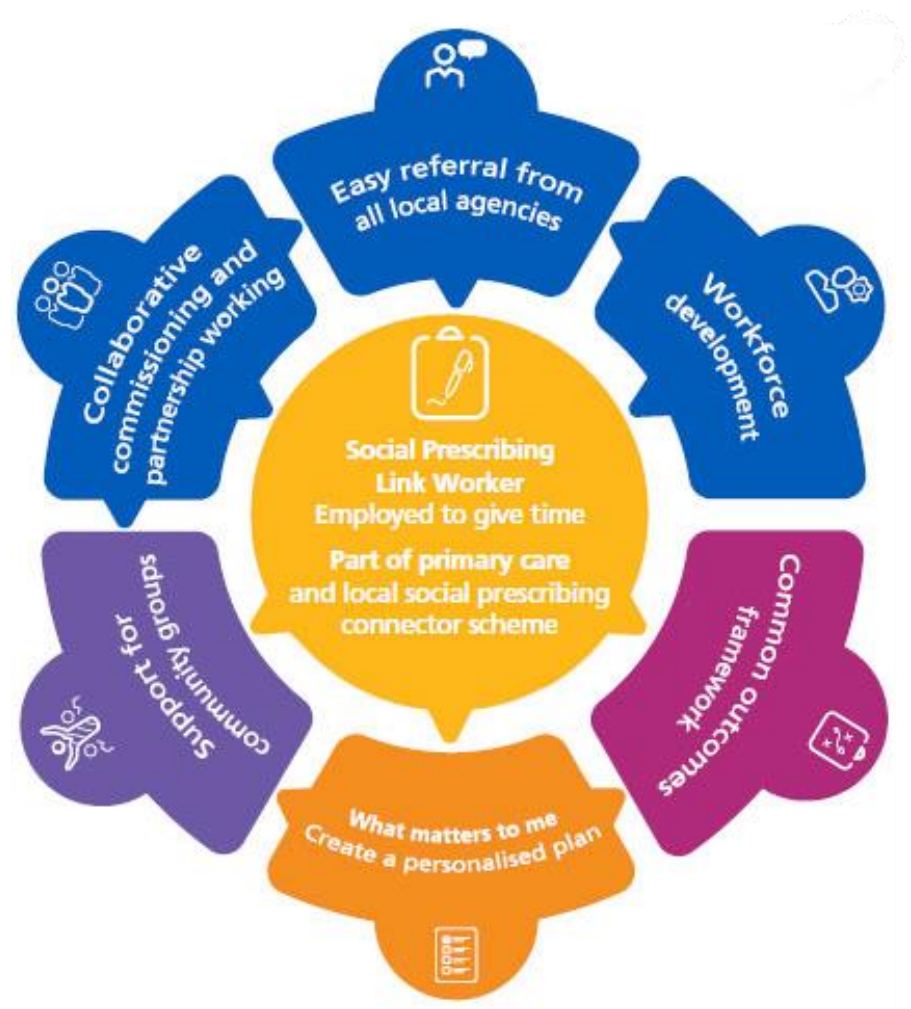 Easy referral from
all local agencies
Workforce
development
Common outcomes
framework
What matters to me
Create a personalised plan
Support for
community groups
Collaborative
commissioning and
partnership working
Social Prescribing
Link Worker
Employed to give time
Part of primary care
and local social prescribing
connector scheme